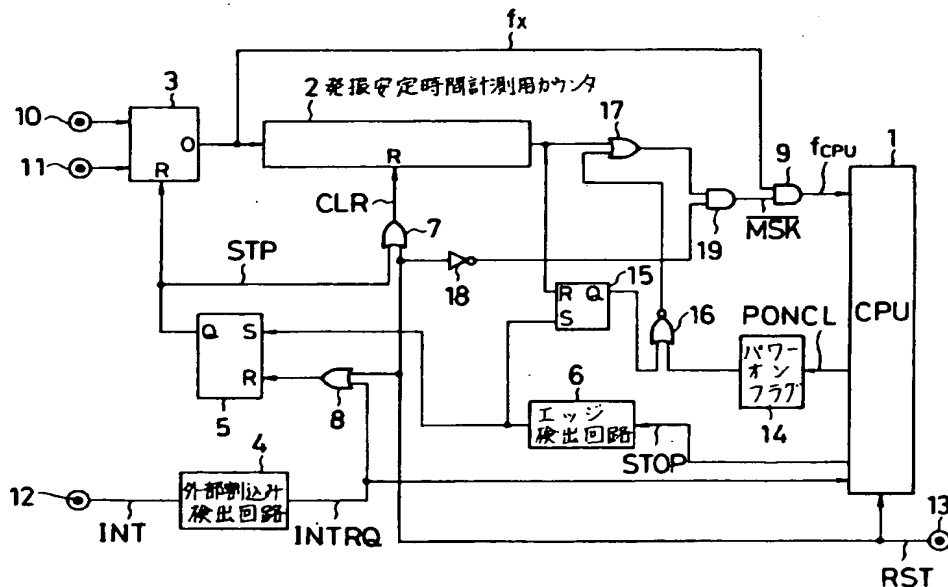 fx
3
2 発振安定時間計測用カウンタ
17
10
O
9
fCPU
1
11
R
R
CLR
7
19
MSK
STP
18
15
R Q
S
16
PONCL
CPU
Q S
R
5
8
6
エッジ
検出回路
パワー
オン
フラグ
14
STOP
4
12
外部割込み
検出回路
INT
INTRQ
13
RST